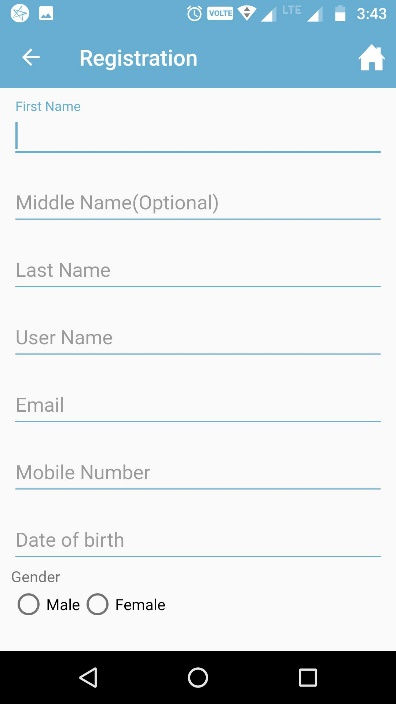 VOLTE LTE 3:43
Registration
First Name
Middle Name(Optional)
Last Name
User Name
Email
Mobile Number
Date of birth
Gender
Male Female